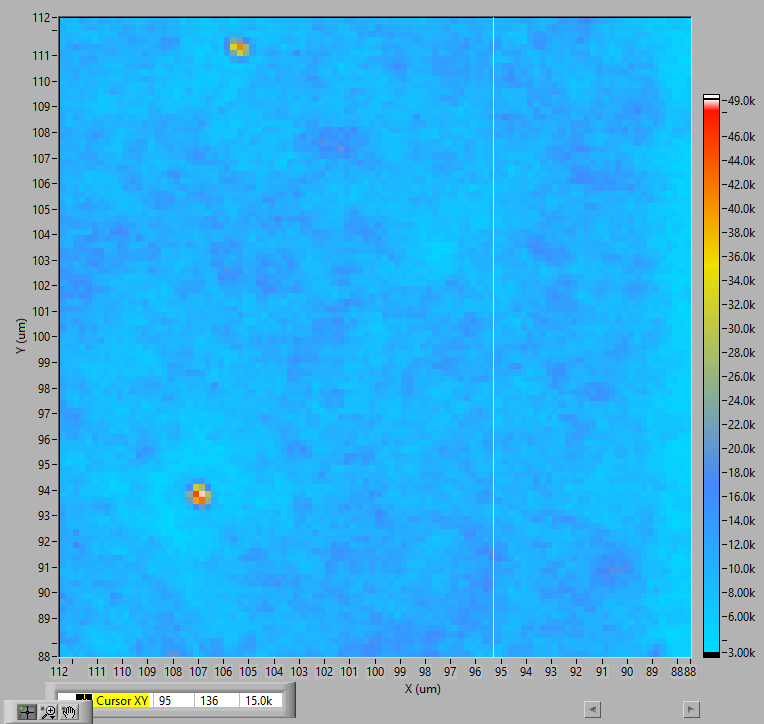 112
111
110
109
108
107
106
105
104
103
102
101
100
99
98
97
96
95
94
93
92
91
90
89
88
Y (um)
112 111 110 109 108 107 106 105 104 103 102 101 100 99 98 97 96 95 94 93 92 91 90 89 8888
X (um)
49.0k
46.0k
44.0k
42.0k
40.0k
38.0k
36.0k
34.0k
32.0k
30.0k
28.0k
26.0k
24.0k
22.0k
20.0k
18.0k
16.0k
14.0k
12.0k
10.0k
8.00k
6.00k
3.00k
Cursor XY 95 136 15.0k